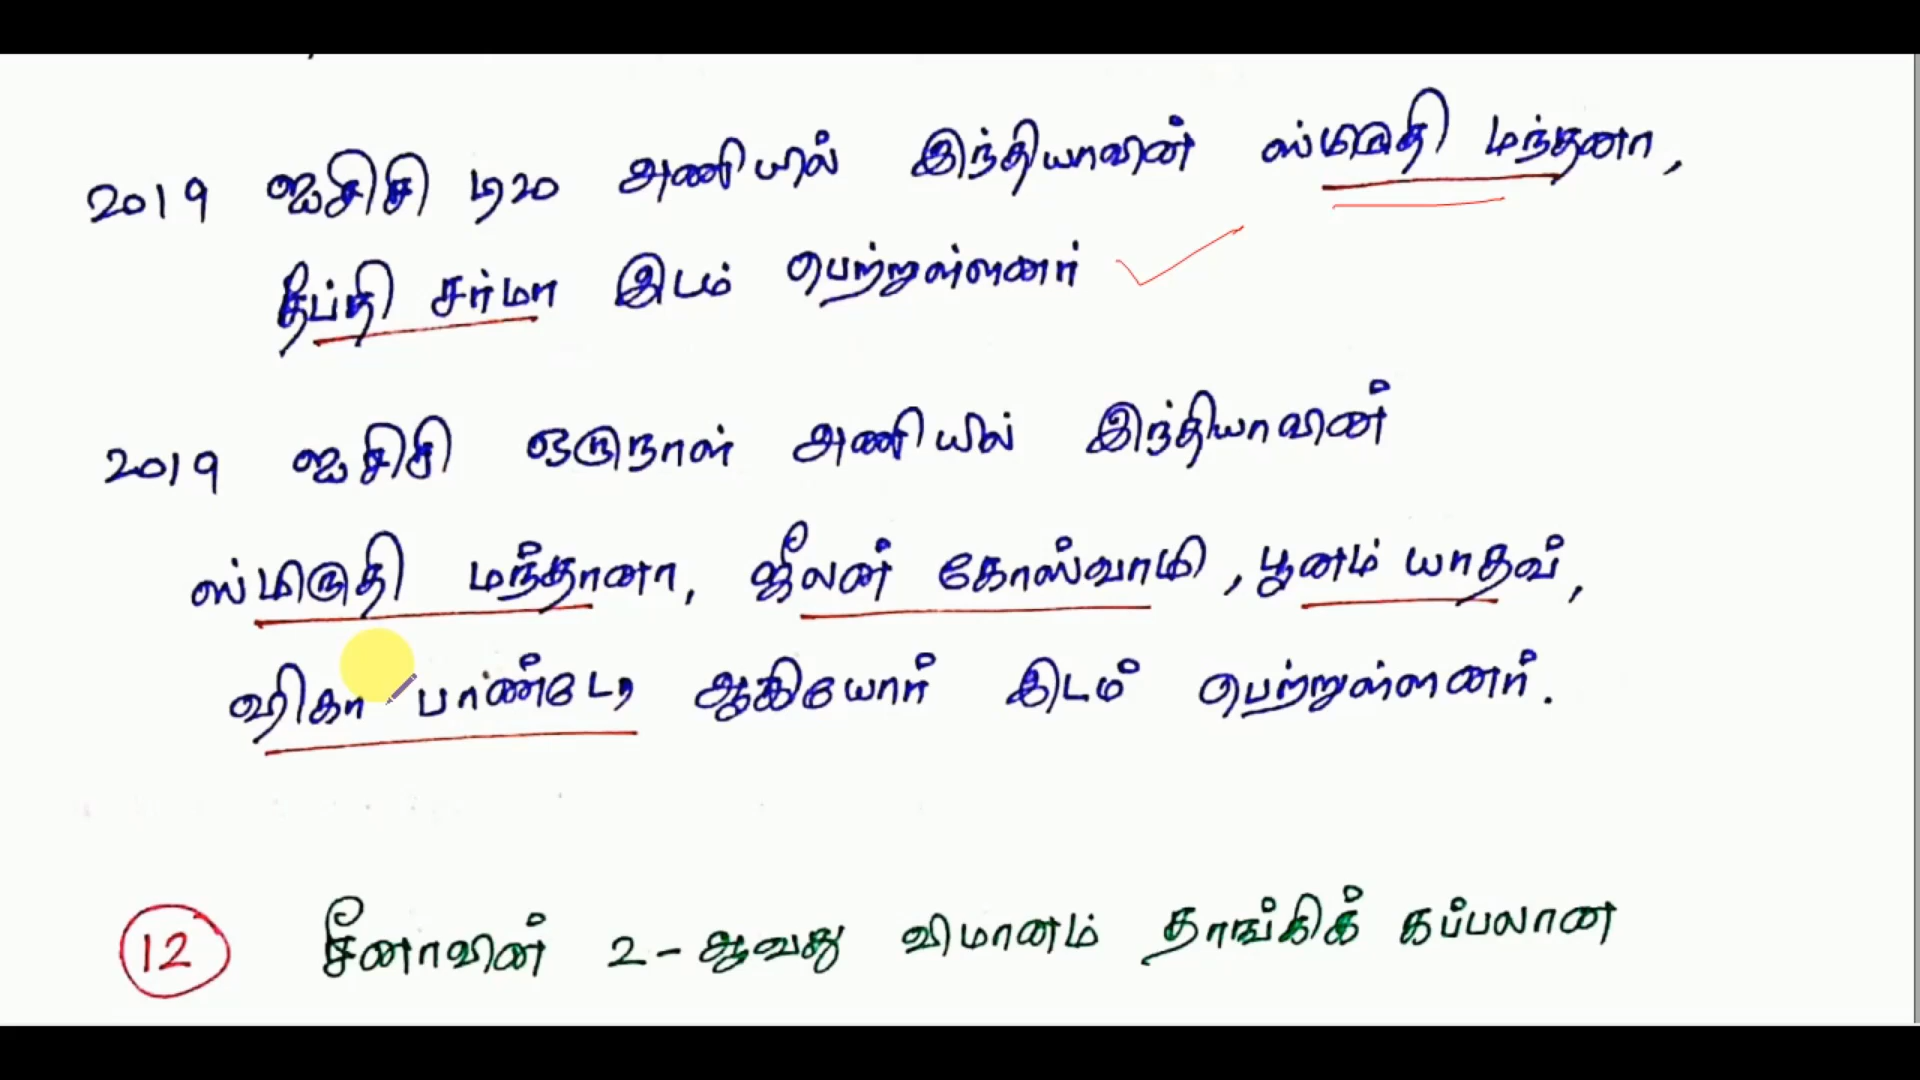 2019 ஐசிசி டி20 அணியில் இந்தியாவின் ஸ்மிருதி மந்தனா,
தீப்தி சர்மா இடம் பெற்றுள்ளனர்
2019 ஐசிசி ஒருநாள் அணியில் இந்தியாவின்
ஸ்மிருதி மந்தானா, ஜீலன் கோஸ்வாமி, பூனம் யாதவ்,
ஷிகா பாண்டே ஆகியோர் இடம் பெற்றுள்ளனர்.
12 சீனாவின் 2-ஆவது விமானம் தாங்கிக் கப்பலான